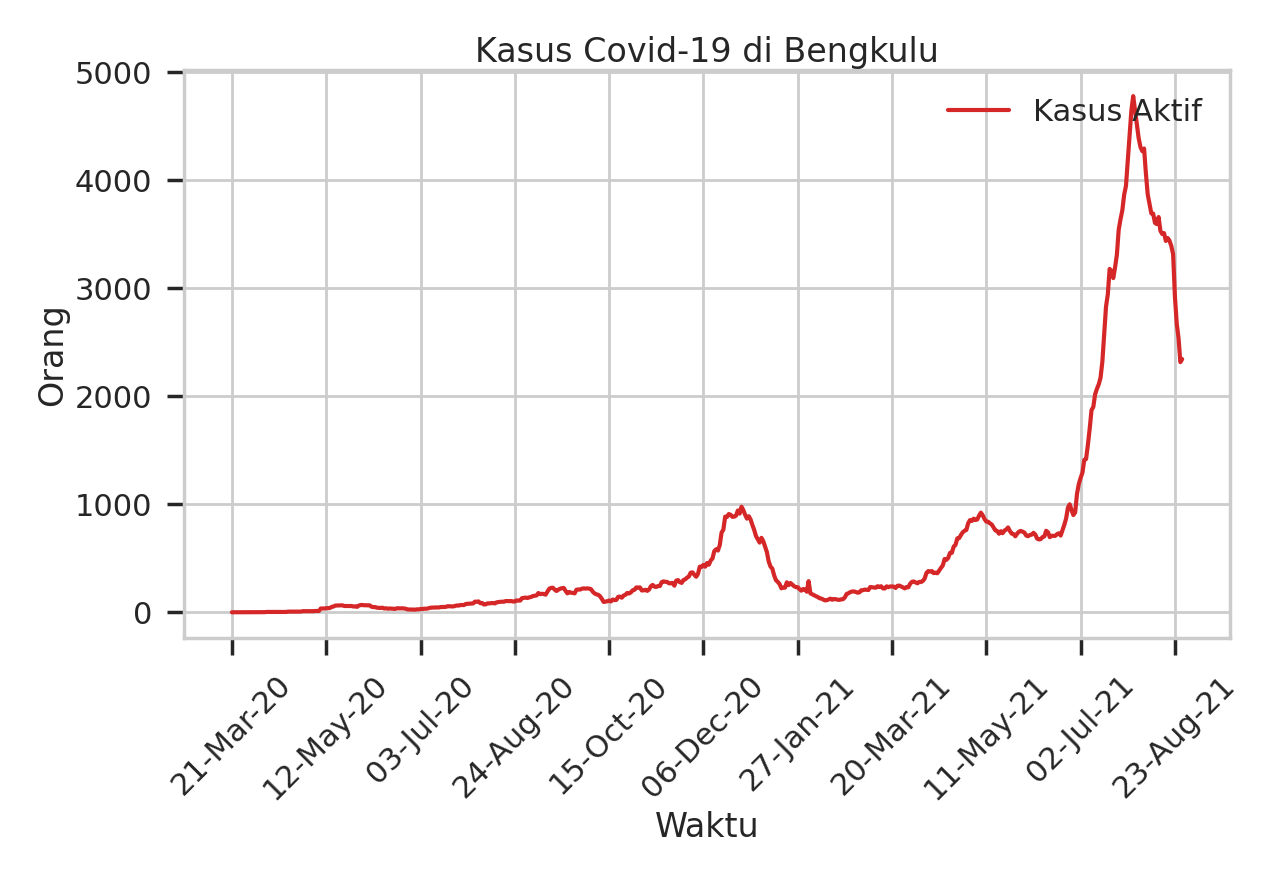 Kasus Covid-19 di Bengkulu
Kasus Aktif
5000
4000
3000
2000
1000
0
Orang
21-Mar-20
12-May-20
03-Jul-20
24-Aug-20
15-Oct-20
06-Dec-20
27-Jan-21
20-Mar-21
11-May-21
02-Jul-21
23-Aug-21
Waktu